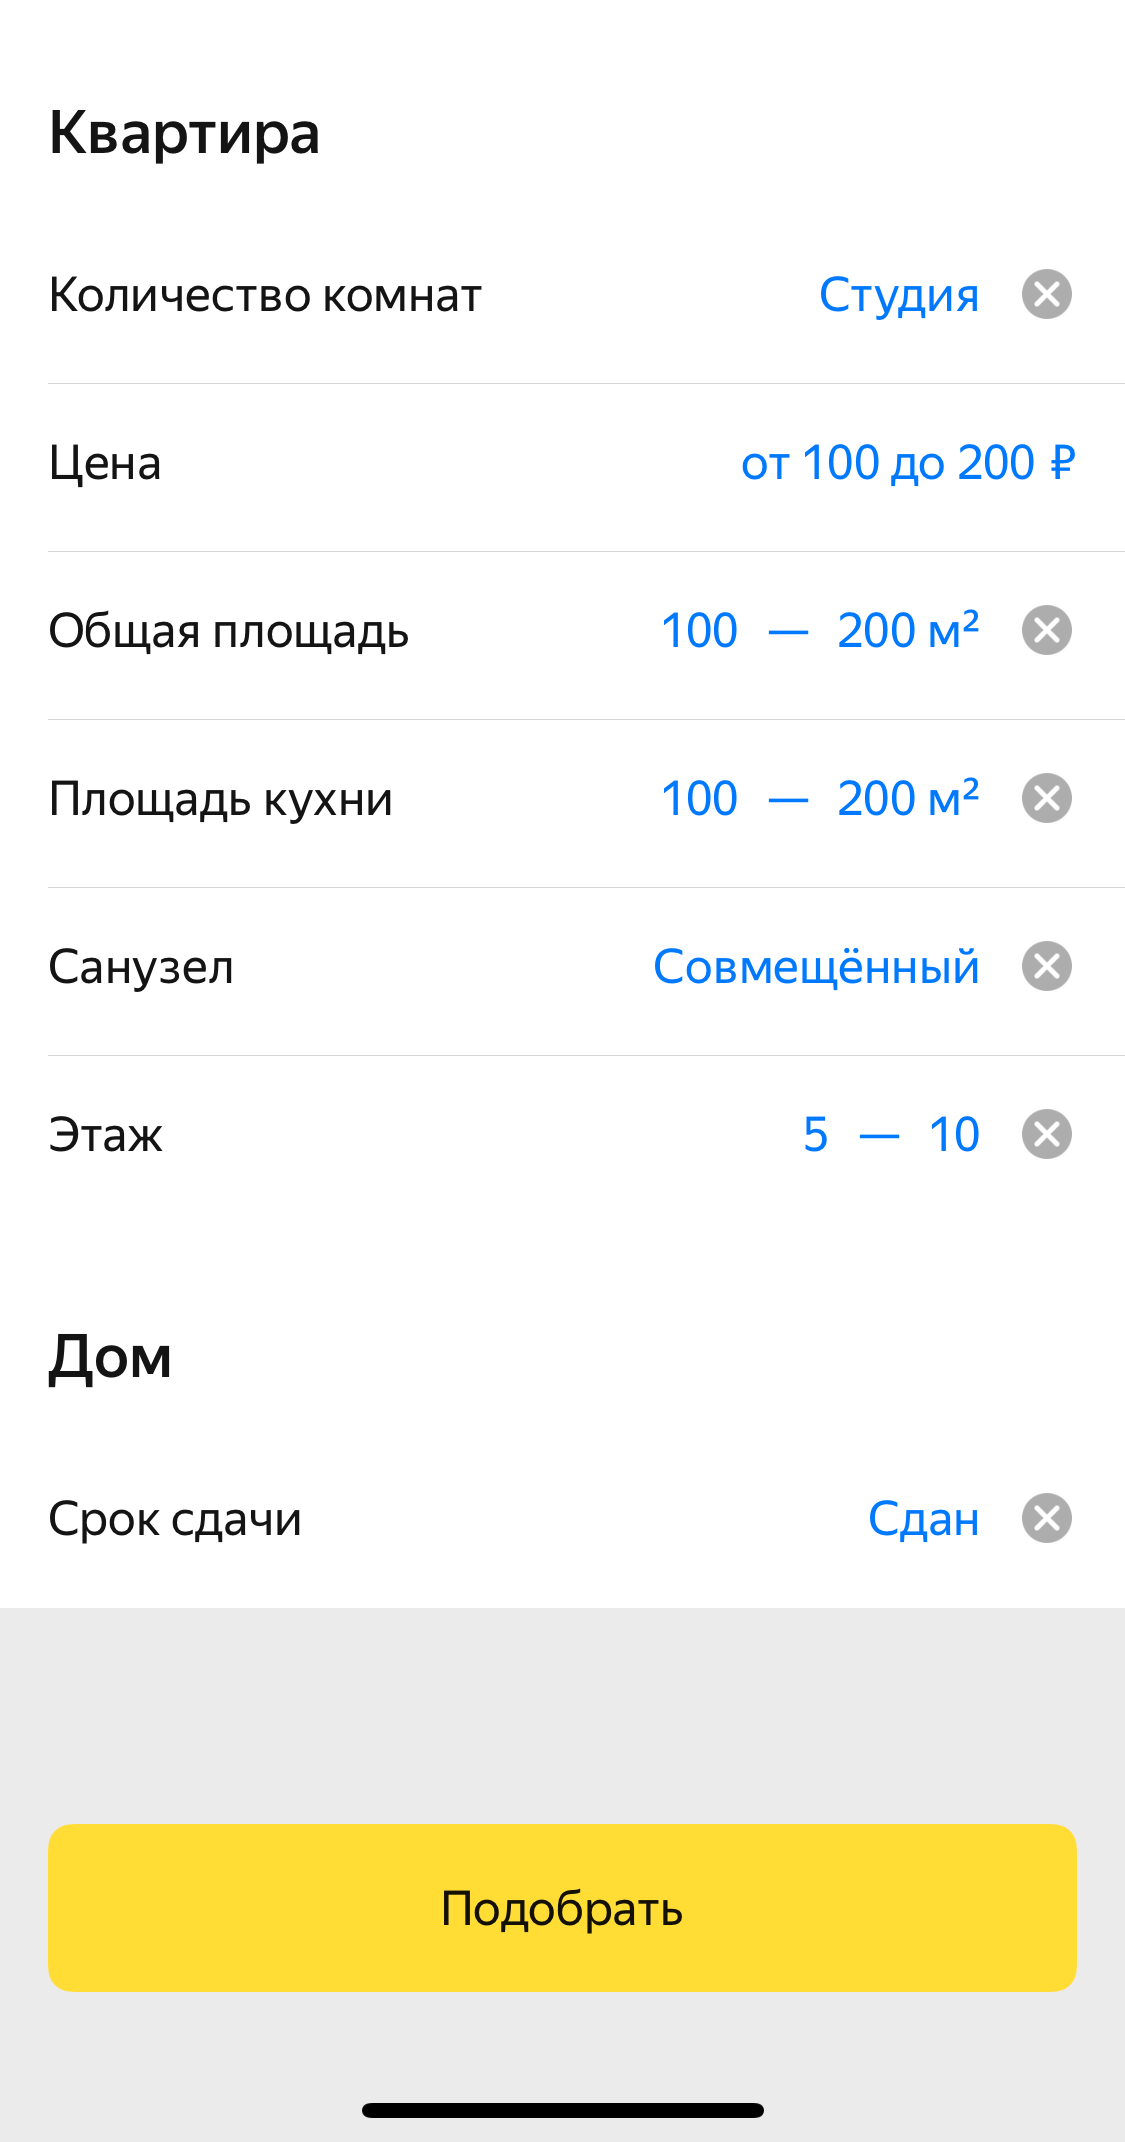 Квартира
Количество комнат Студия
Цена от 100 до 200 ₽
Общая площадь 100 — 200 м²
Площадь кухни 100 — 200 м²
Санузел Совмещённый
Этаж 5 — 10
Дом
Срок сдачи Сдан
Подобрать